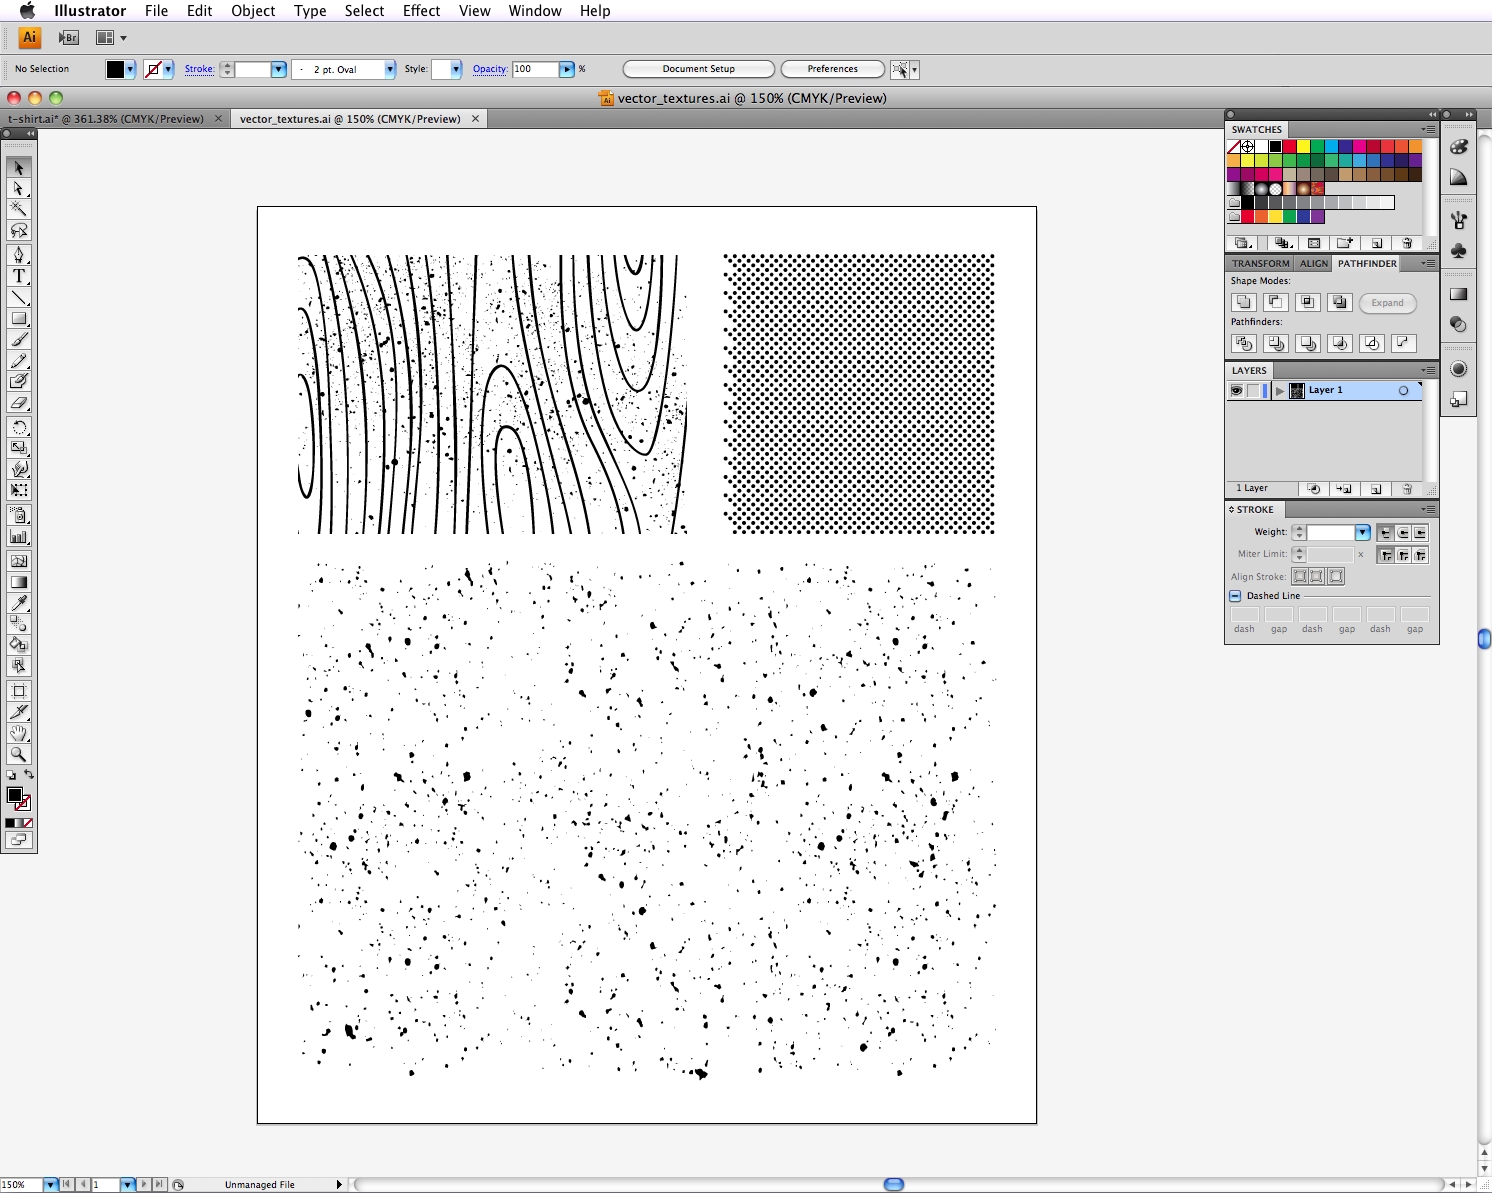 Illustrator File Edit Object Type Select Effect View Window Help
Ai Br
No Selection Stroke: 2 pt. Oval Style: Opacity: 100 % Document Setup Preferences
Ai vector_textures.ai @ 150% (CMYK/Preview)
t-shirt.ai* @ 361.38% (CMYK/Preview) vector_textures.ai @ 150% (CMYK/Preview)
SWATCHES
TRANSFORM ALIGN PATHFINDER
Shape Modes:
Expand
Pathfinders:
LAYERS
Layer 1
1 Layer
STROKE
Weight:
Miter Limit: x
Align Stroke:
Dashed Line
dash gap dash gap dash gap
150% 1 Unmanaged File